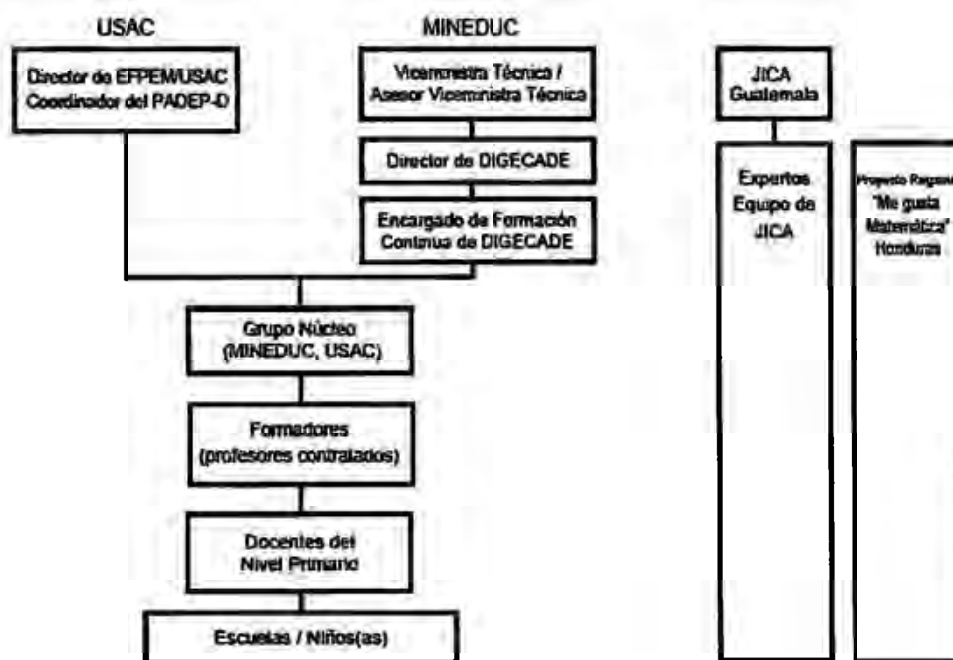 USAC
Director de EFPEM/USAC
Coordinador del PADEP-D
MINEDUC
Viceministra Técnica /
Asesor Viceministra Técnica
Director de DIGECADE
Encargado de Formación
Continua de DIGECADE
Grupo Núcleo
(MINEDUC, USAC)
Formadores
(profesores contratados)
Docentes del
Nivel Primario
Escuelas / Niños(as)
JICA
Guatemala
Expertos
Equipo de
JICA
Proyecto
"Me gusta
Matemática"
Honduras